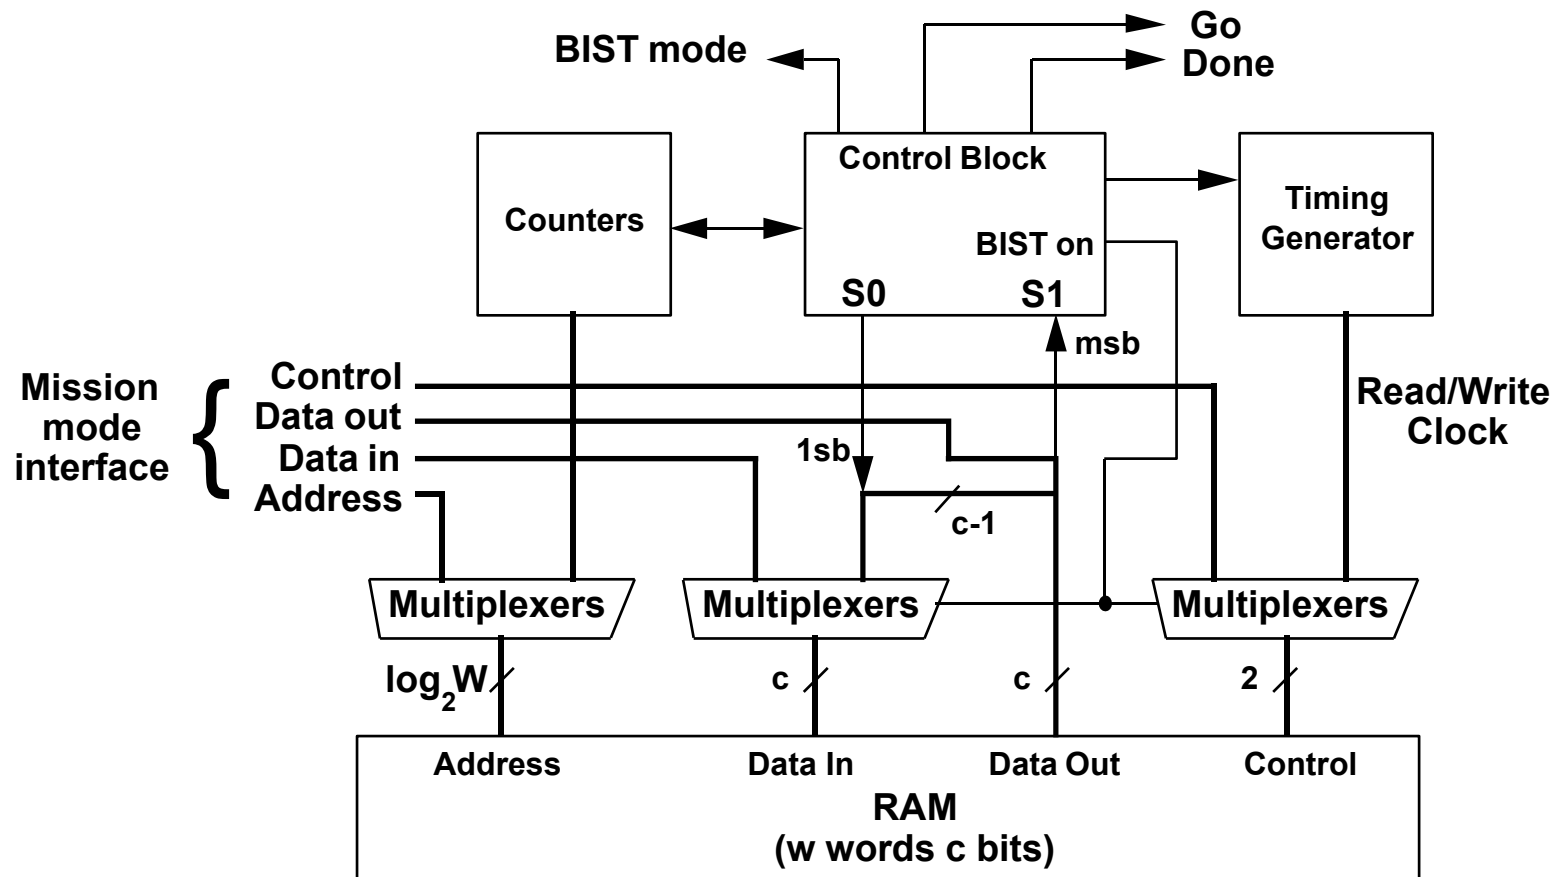 Go
BIST mode
Done
Control Block
Counters
Timing
Generator
BIST on
S0
S1
msb
Mission
mode
interface
{
Control
Data out
Data in
Address
Read/Write
Clock
1sb
c-1
Multiplexers
Multiplexers
Multiplexers
log2W
c
c
2
Address
Data In
Data Out
Control
RAM
(w words c bits)